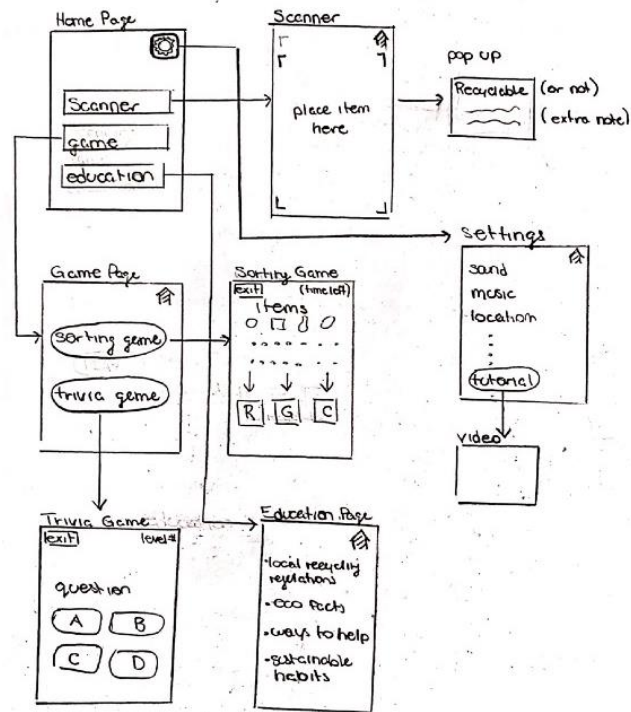 Home Page
Scanner
game
education
Scanner
place item
here
pop up
Recyclable (or not)
(extra note)
Settings
sound
music
location
tutorial
video
Game Page
sorting game
trivia game
Sorting Game
exit (time left)
items
R G C
Trivia Game
exit level #
question
A B
C D
Education Page
•local recycling
regulations
•eco facts
•ways to help
•sustainable
habits